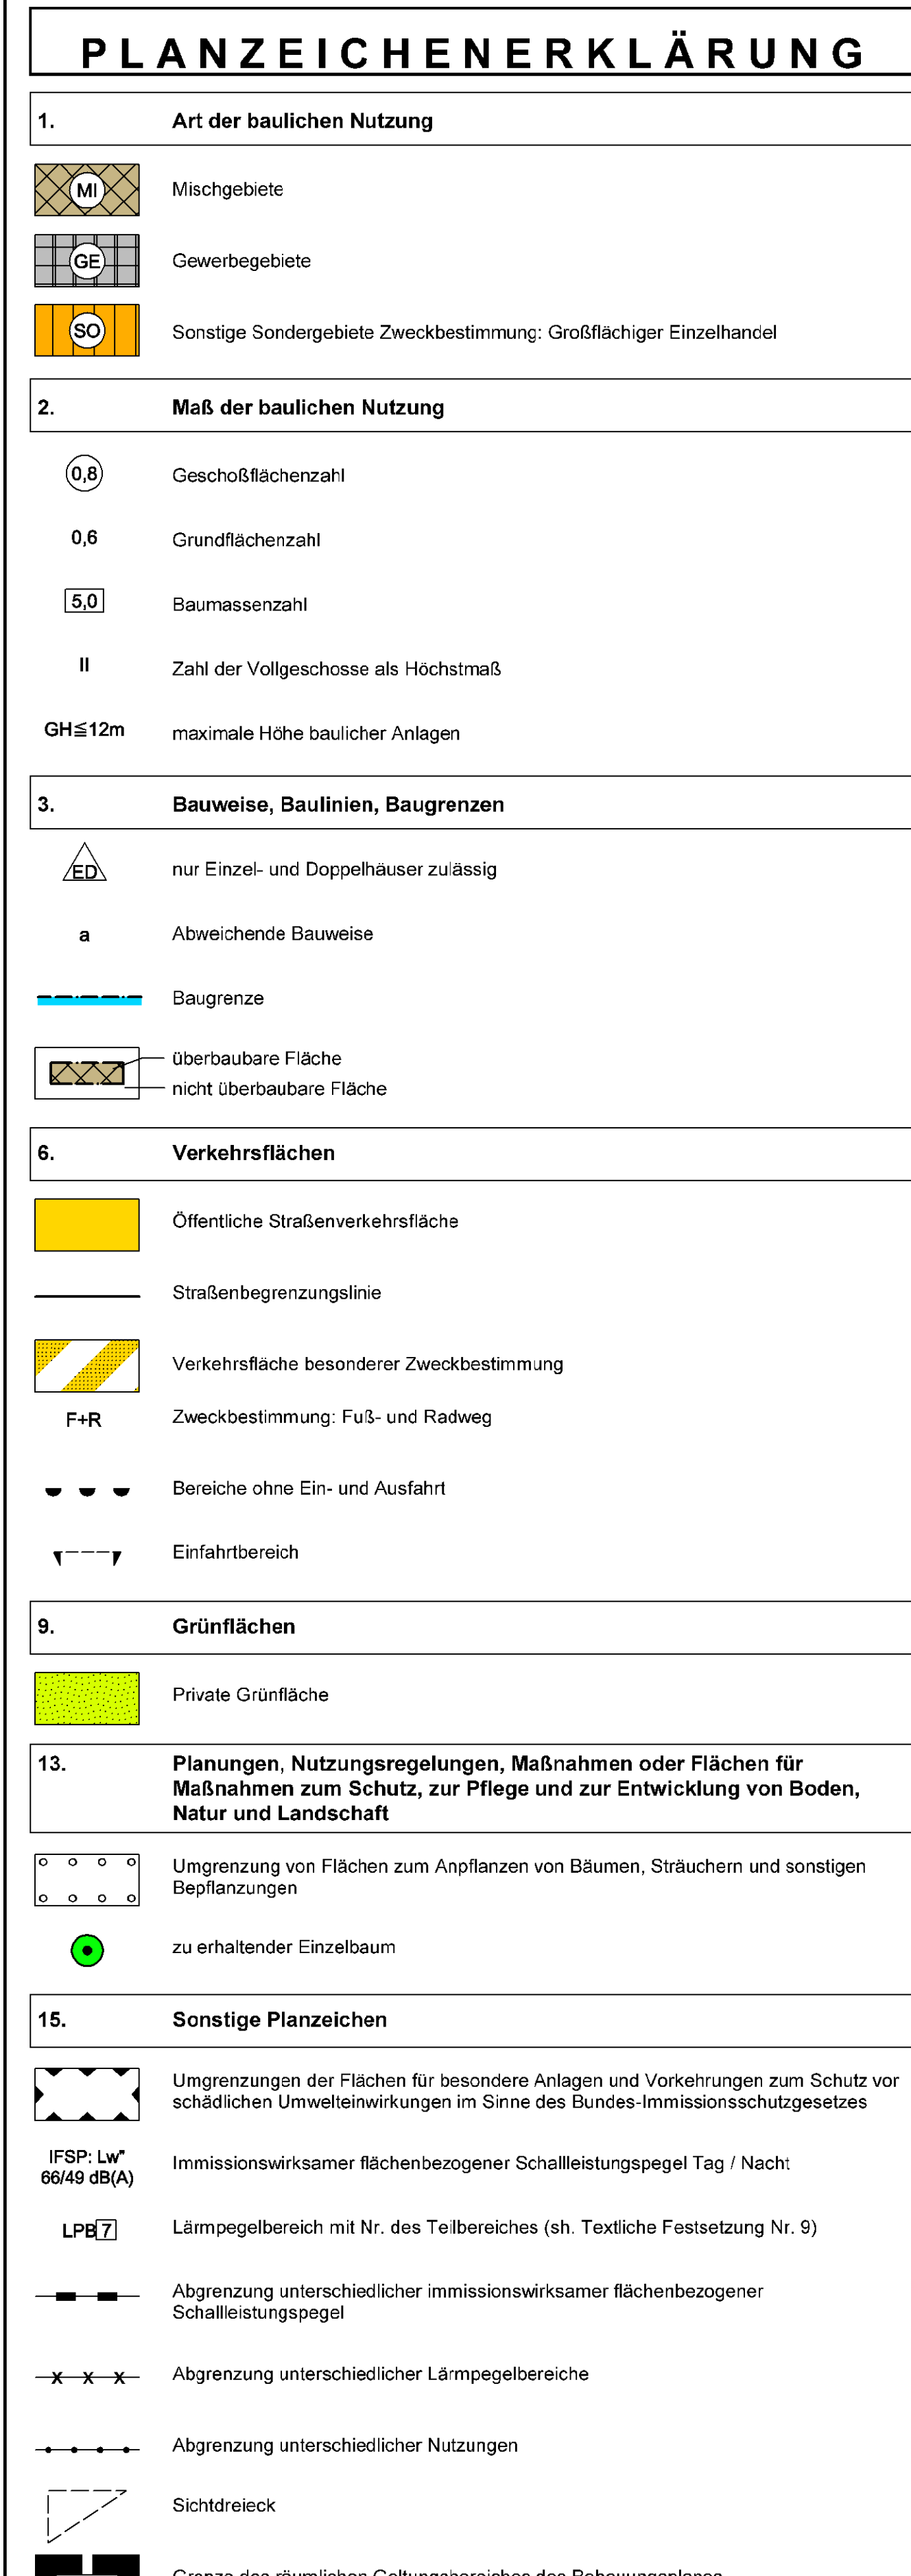 PLANZEICHENERKLÄRUNG
1. Art der baulichen Nutzung
MI Mischgebiete
GE Gewerbegebiete
SO Sonstige Sondergebiete Zweckbestimmung: Großflächiger Einzelhandel
2. Maß der baulichen Nutzung
0,8 Geschoßflächenzahl
0,6 Grundflächenzahl
5,0 Baumassenzahl
II Zahl der Vollgeschosse als Höchstmaß
GH≦12m maximale Höhe baulicher Anlagen
3. Bauweise, Baulinien, Baugrenzen
ED nur Einzel- und Doppelhäuser zulässig
a Abweichende Bauweise
Baugrenze
überbaubare Fläche
nicht überbaubare Fläche
6. Verkehrsflächen
Öffentliche Straßenverkehrsfläche
Straßenbegrenzungslinie
Verkehrsfläche besonderer Zweckbestimmung
F+R Zweckbestimmung: Fuß- und Radweg
Bereiche ohne Ein- und Ausfahrt
Einfahrtbereich
9. Grünflächen
Private Grünfläche
13. Planungen, Nutzungsregelungen, Maßnahmen oder Flächen für
Maßnahmen zum Schutz, zur Pflege und zur Entwicklung von Boden,
Natur und Landschaft
Umgrenzung von Flächen zum Anpflanzen von Bäumen, Sträuchern und sonstigen
Bepflanzungen
zu erhaltender Einzelbaum
15. Sonstige Planzeichen
Umgrenzungen der Flächen für besondere Anlagen und Vorkehrungen zum Schutz vor
schädlichen Umwelteinwirkungen im Sinne des Bundes-Immissionsschutzgesetzes
IFSP: Lw"
66/49 dB(A)
Immissionswirksamer flächenbezogener Schallleistungspegel Tag / Nacht
LPB 7 Lärmpegelbereich mit Nr. des Teilbereiches (sh. Textliche Festsetzung Nr. 9)
Abgrenzung unterschiedlicher immissionswirksamer flächenbezogener
Schallleistungspegel
x x x Abgrenzung unterschiedlicher Lärmpegelbereiche
Abgrenzung unterschiedlicher Nutzungen
Sichtdreieck
Grenze des räumlichen Geltungsbereiches des Bebauungsplanes